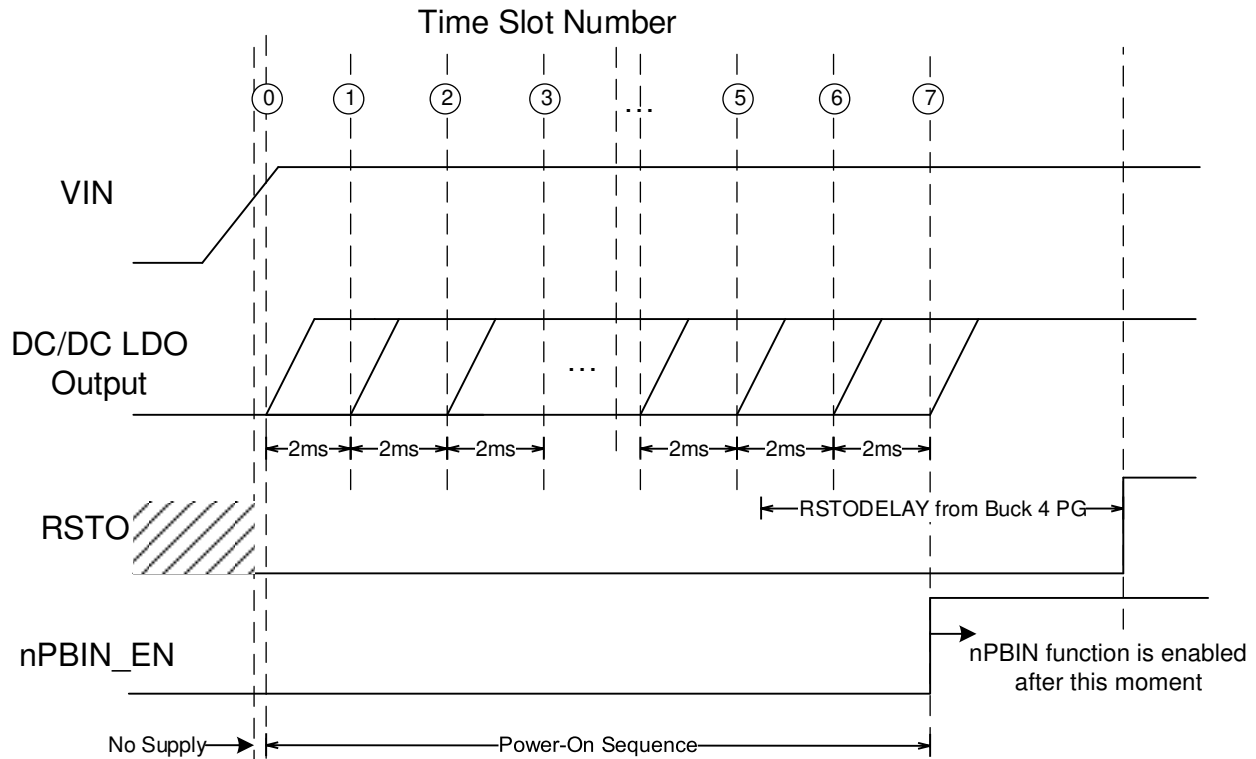 Time Slot Number
0 1 2 3 ... 5 6 7
VIN
DC/DC LDO
Output
...
2ms 2ms 2ms 2ms 2ms 2ms
RSTODELAY from Buck 4 PG
RSTO
nPBIN_EN
nPBIN function is enabled
after this moment
No Supply Power-On Sequence